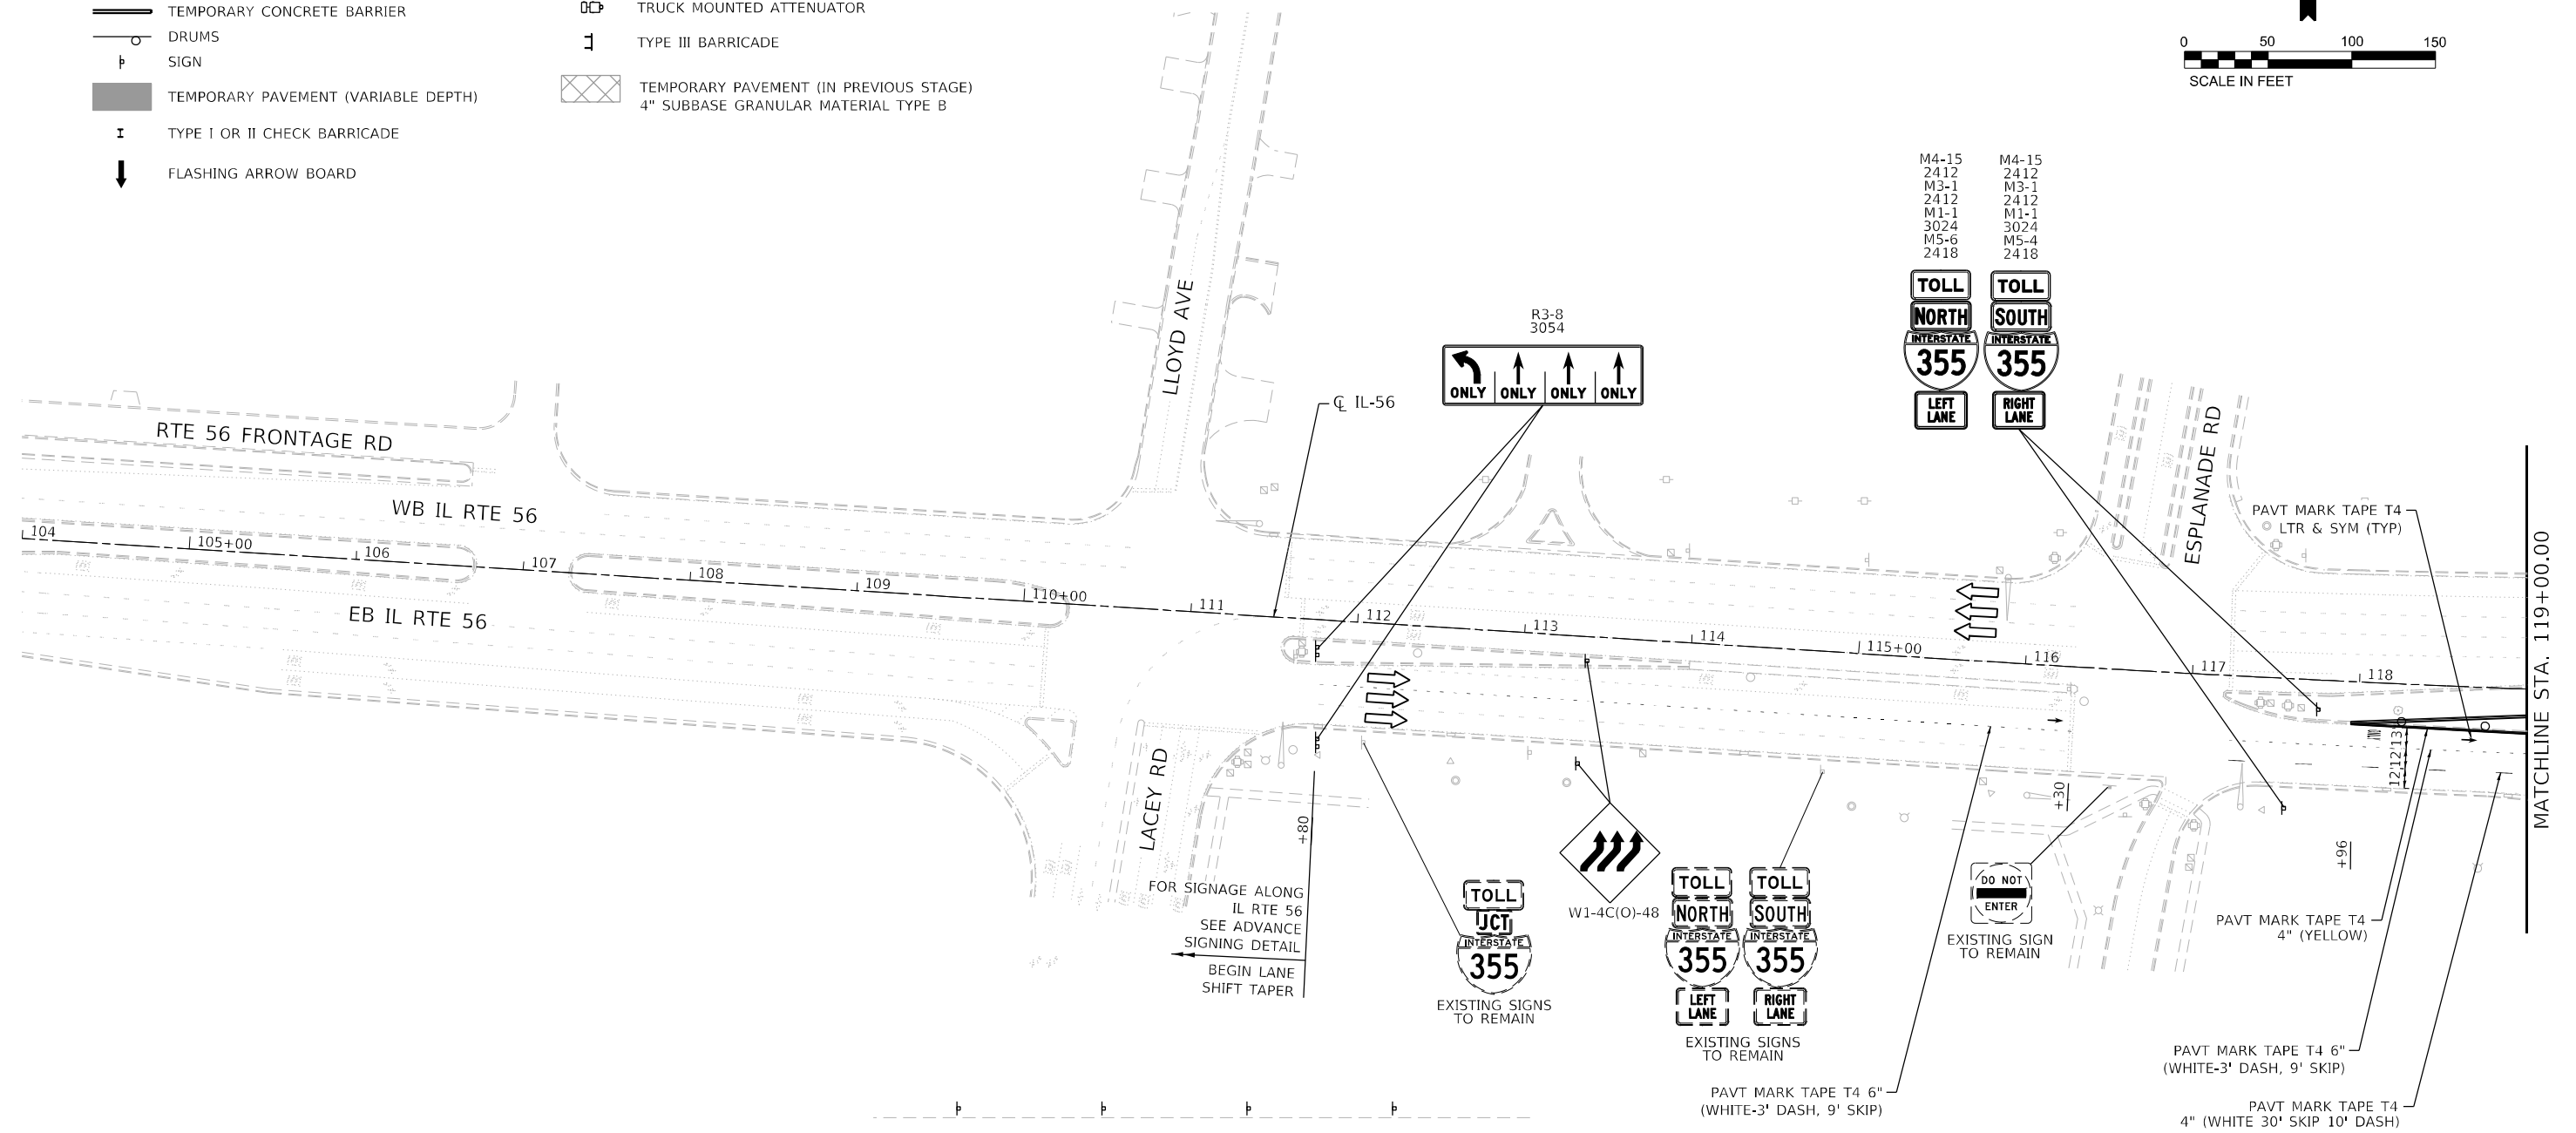 TEMPORARY CONCRETE BARRIER
DRUMS
SIGN
TEMPORARY PAVEMENT (VARIABLE DEPTH)
TYPE I OR II CHECK BARRICADE
FLASHING ARROW BOARD
TRUCK MOUNTED ATTENUATOR
TYPE III BARRICADE
TEMPORARY PAVEMENT (IN PREVIOUS STAGE)
4" SUBBASE GRANULAR MATERIAL TYPE B
0 50 100 150
SCALE IN FEET
M4-15
2412
M3-1
2412
M1-1
3024
M5-6
2418
M4-15
2412
M3-1
2412
M1-1
3024
M5-4
2418
TOLL
NORTH
INTERSTATE
355
LEFT
LANE
TOLL
SOUTH
INTERSTATE
355
RIGHT
LANE
R3-8
3054
ONLY ONLY ONLY ONLY
LLOYD AVE
℄ IL-56
RTE 56 FRONTAGE RD
WB IL RTE 56
EB IL RTE 56
104 105+00 106 107 108 109 110+00 111 112 113 114 115+00 116 117 118
ESPLANADE RD
PAVT MARK TAPE T4
LTR & SYM (TYP)
MATCHLINE STA. 119+00.00
LACEY RD
+80
FOR SIGNAGE ALONG
IL RTE 56
SEE ADVANCE
SIGNING DETAIL
BEGIN LANE
SHIFT TAPER
TOLL
JCT
INTERSTATE
355
EXISTING SIGNS
TO REMAIN
W1-4C(O)-48
TOLL
NORTH
INTERSTATE
355
LEFT
LANE
TOLL
SOUTH
INTERSTATE
355
RIGHT
LANE
EXISTING SIGNS
TO REMAIN
+30
DO NOT
ENTER
EXISTING SIGN
TO REMAIN
12' 12' 13'
+96
PAVT MARK TAPE T4
4" (YELLOW)
PAVT MARK TAPE T4 6"
(WHITE-3' DASH, 9' SKIP)
PAVT MARK TAPE T4 6"
(WHITE-3' DASH, 9' SKIP)
PAVT MARK TAPE T4
4" (WHITE 30' SKIP 10' DASH)